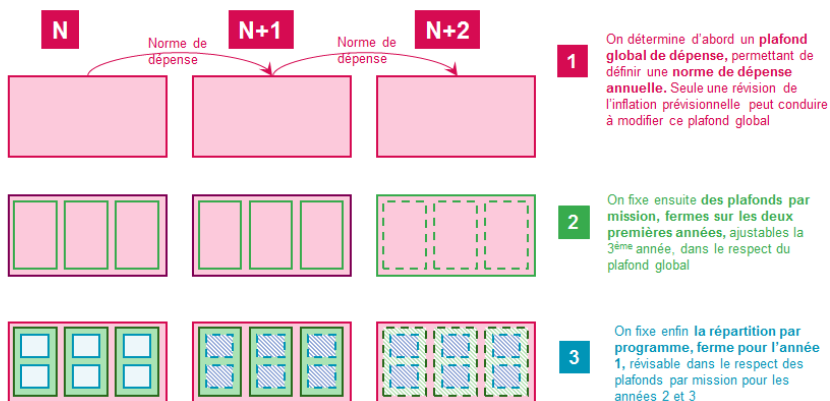 N
N+1
N+2
Norme de
dépense
Norme de
dépense
1
On détermine d'abord un plafond
global de dépense, permettant de
définir une norme de dépense
annuelle. Seule une révision de
l'inflation prévisionnelle peut conduire
à modifier ce plafond global
2
On fixe ensuite des plafonds par
mission, fermes sur les deux
premières années, ajustables la
3ème année, dans le respect du
plafond global
3
On fixe enfin la répartition par
programme, ferme pour l'année
1, révisable dans le respect des
plafonds par mission pour les
années 2 et 3